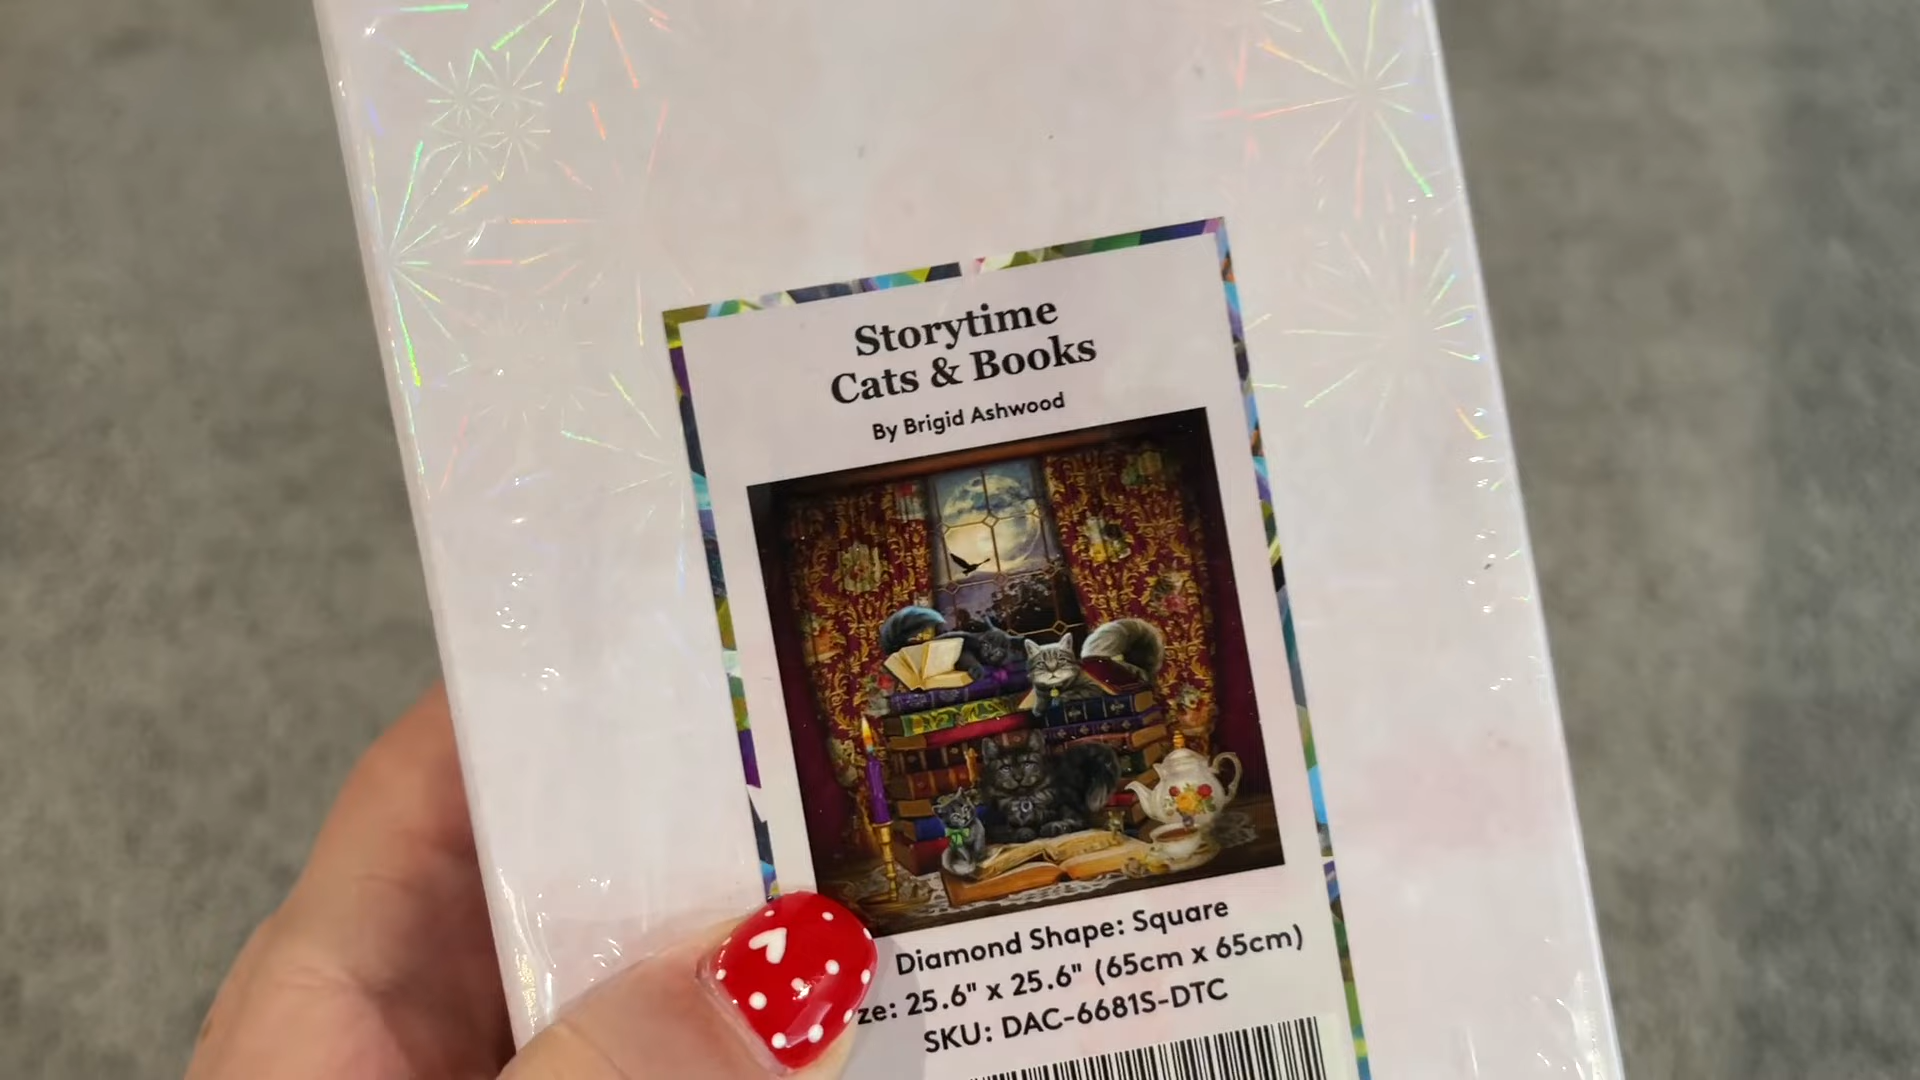 Storytime
Cats & Books
By Brigid Ashwood
Diamond Shape: Square
ze: 25.6" x 25.6" (65cm x 65cm)
SKU: DAC-6681S-DTC